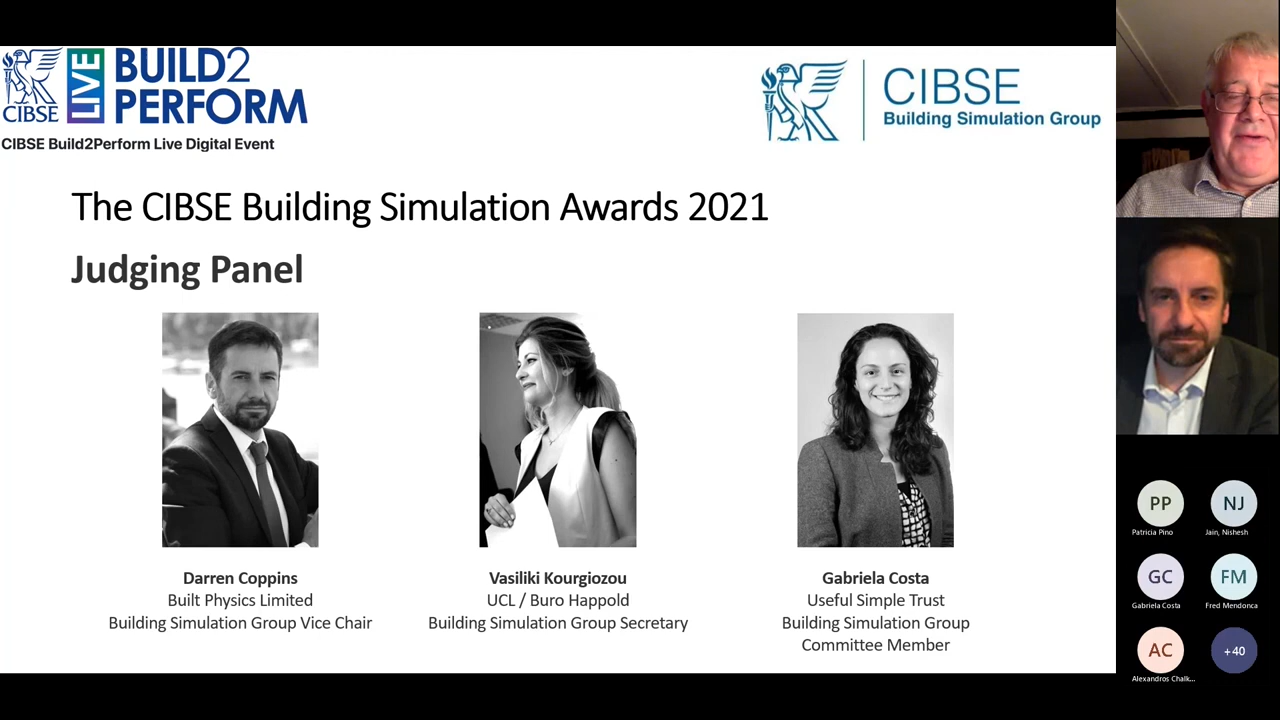 CIBSE
LIVE
BUILD2
PERFORM
CIBSE Build2Perform Live Digital Event
CIBSE
Building Simulation Group
The CIBSE Building Simulation Awards 2021
Judging Panel
Darren Coppins
Built Physics Limited
Building Simulation Group Vice Chair
Vasiliki Kourgiozou
UCL / Buro Happold
Building Simulation Group Secretary
Gabriela Costa
Useful Simple Trust
Building Simulation Group
Committee Member
PP
Patricia Pino
NJ
Jain, Nishesh
GC
Gabriela Costa
FM
Fred Mendonca
AC
Alexandros Chalk...
+40